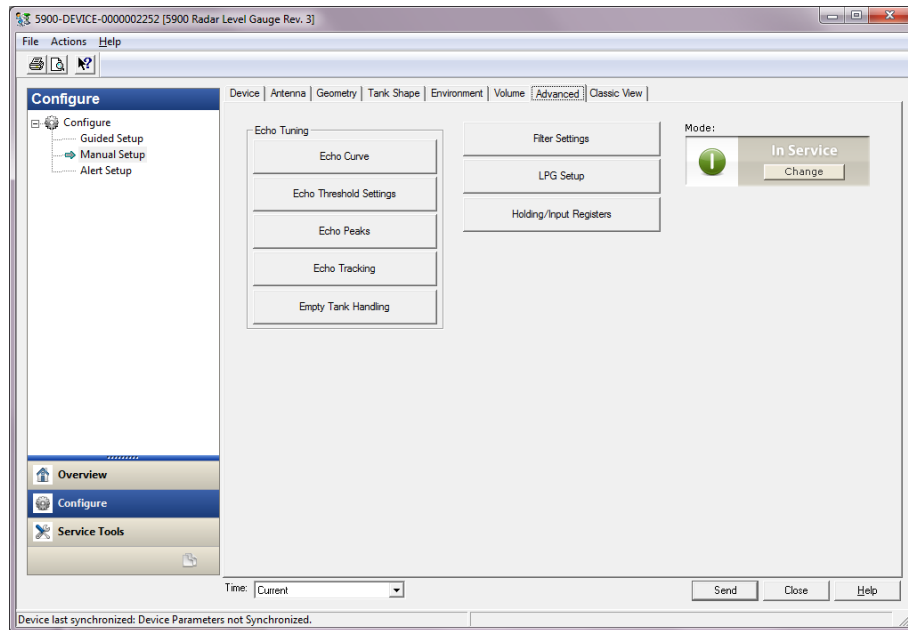 5900-DEVICE-0000002252 [5900 Radar Level Gauge Rev. 3]
File Actions Help
Configure
Configure
Guided Setup
Manual Setup
Alert Setup
Overview
Configure
Service Tools
Device Antenna Geometry Tank Shape Environment Volume Advanced Classic View
Echo Tuning
Echo Curve
Echo Threshold Settings
Echo Peaks
Echo Tracking
Empty Tank Handling
Filter Settings
LPG Setup
Holding/Input Registers
Mode:
In Service
Change
Time: Current
Send Close Help
Device last synchronized: Device Parameters not Synchronized.